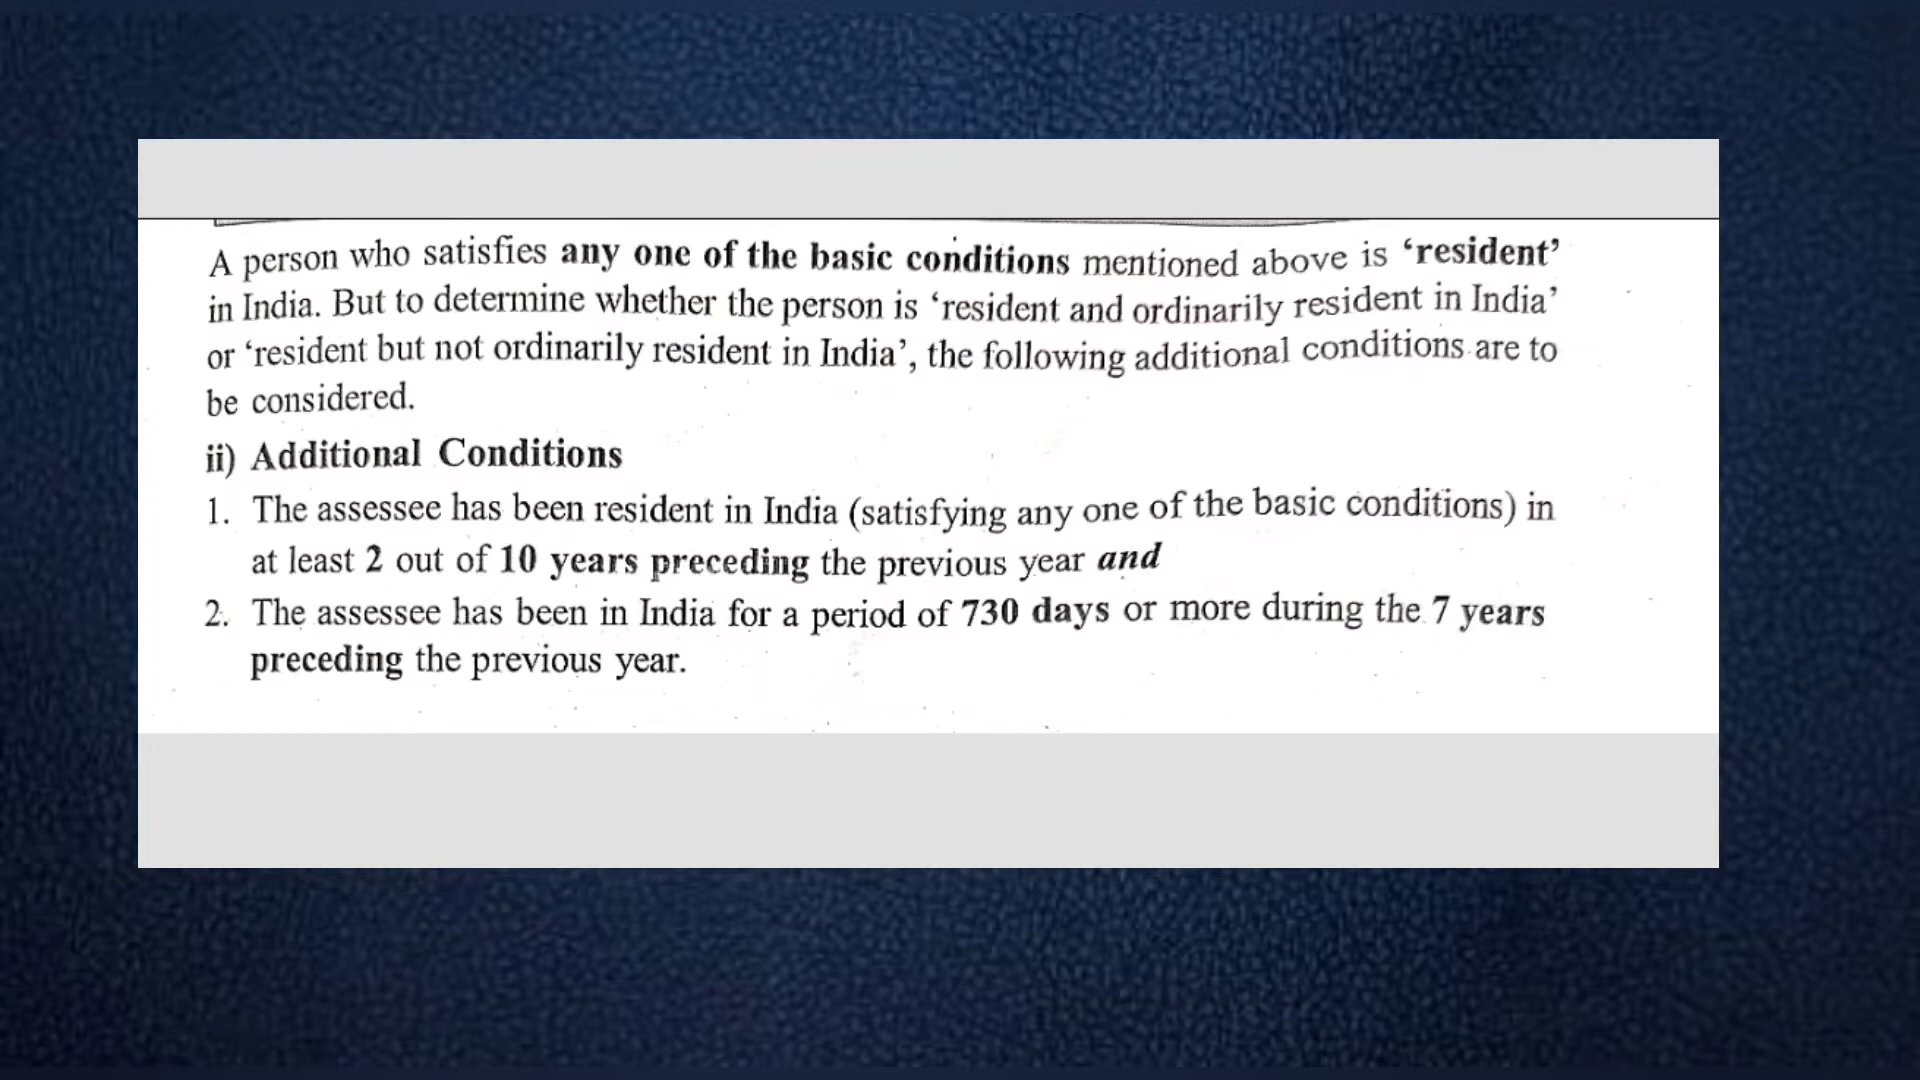 A person who satisfies any one of the basic conditions mentioned above is ‘resident’
in India. But to determine whether the person is ‘resident and ordinarily resident in India’
or ‘resident but not ordinarily resident in India’, the following additional conditions are to
be considered.
ii) Additional Conditions
1. The assessee has been resident in India (satisfying any one of the basic conditions) in
at least 2 out of 10 years preceding the previous year and
2. The assessee has been in India for a period of 730 days or more during the 7 years
preceding the previous year.